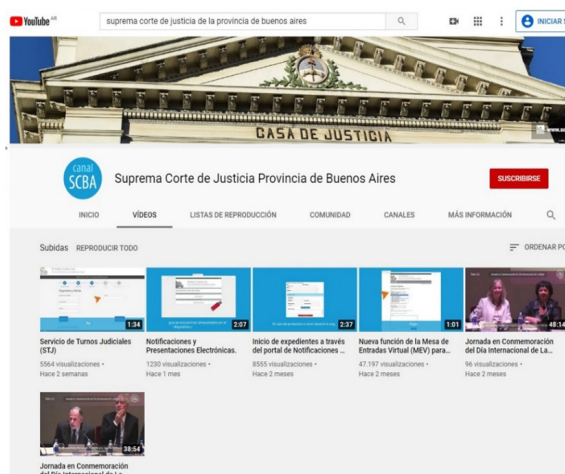 YouTube AR
suprema corte de justicia de la provincia de buenos aires
INICIAR S
CASA DE JUSTICIA
canal
SCBA
Suprema Corte de Justicia Provincia de Buenos Aires
SUSCRIBIRSE
INICIO VÍDEOS LISTAS DE REPRODUCCIÓN COMUNIDAD CANALES MÁS INFORMACIÓN
Subidas REPRODUCIR TODO
ORDENAR PO
1:34 2:07 2:37 1:01 48:14
Servicio de Turnos Judiciales
(STJ)
5564 visualizaciones •
Hace 2 semanas
Notificaciones y
Presentaciones Electrónicas.
1230 visualizaciones •
Hace 1 mes
Inicio de expedientes a través
del portal de Notificaciones ...
8555 visualizaciones •
Hace 2 meses
Nueva función de la Mesa de
Entradas Virtual (MEV) para...
47.197 visualizaciones •
Hace 2 meses
Jornada en Conmemoración
del Día Internacional de La...
96 visualizaciones •
Hace 2 meses
38:54
Jornada en Conmemoración
del Día Internacional de La